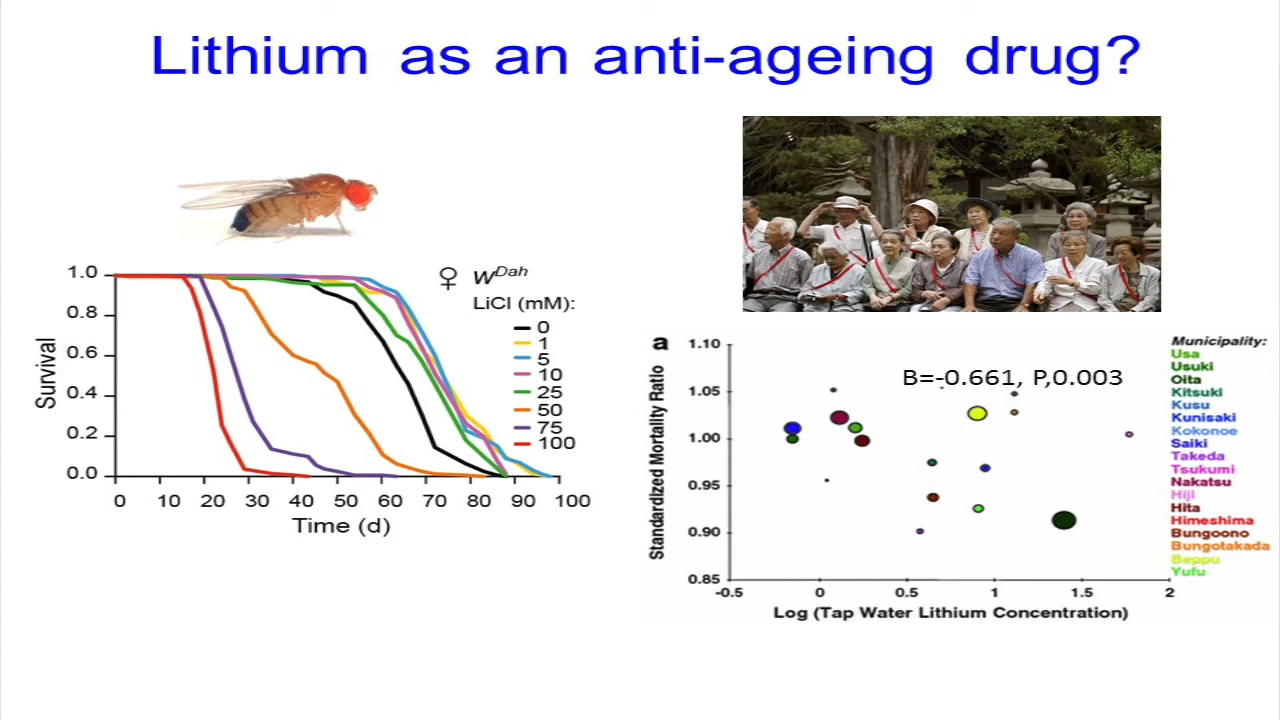 Lithium as an anti-ageing drug?
♀ wDah
LiCl (mM):
0
1
5
10
25
50
75
100
Survival
1.0
0.8
0.6
0.4
0.2
0.0
0 10 20 30 40 50 60 70 80 90 100
Time (d)
a
B=-0.661, P,0.003
Standardized Mortality Ratio
1.10
1.05
1.00
0.95
0.90
0.85
-0.5 0 0.5 1 1.5 2
Log (Tap Water Lithium Concentration)
Municipality:
Usa
Usuki
Oita
Kitsuki
Kusu
Kunisaki
Kokonoe
Saiki
Takeda
Tsukumi
Nakatsu
Hiji
Hita
Himeshima
Bungoono
Bungotakada
Beppu
Yufu